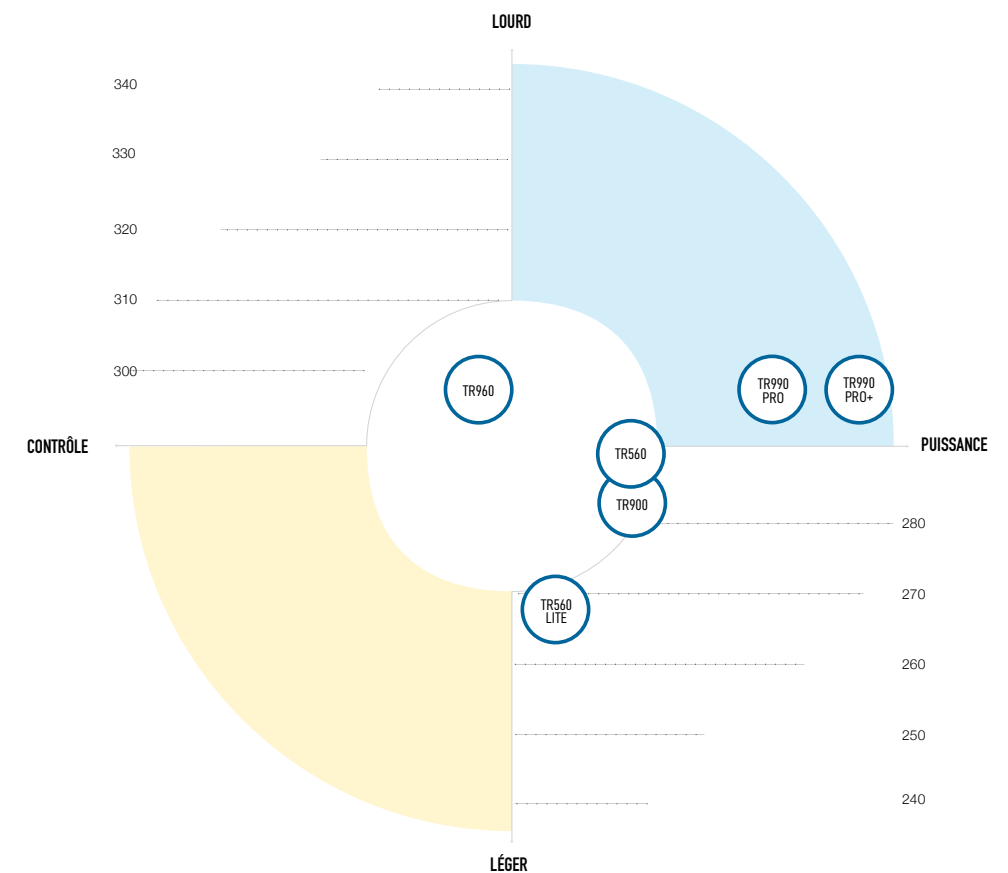 LOURD
340
330
320
310
300
TR960
TR990
PRO
TR990
PRO+
CONTRÔLE
PUISSANCE
TR560
TR900
280
270
TR560
LITE
260
250
240
LÉGER